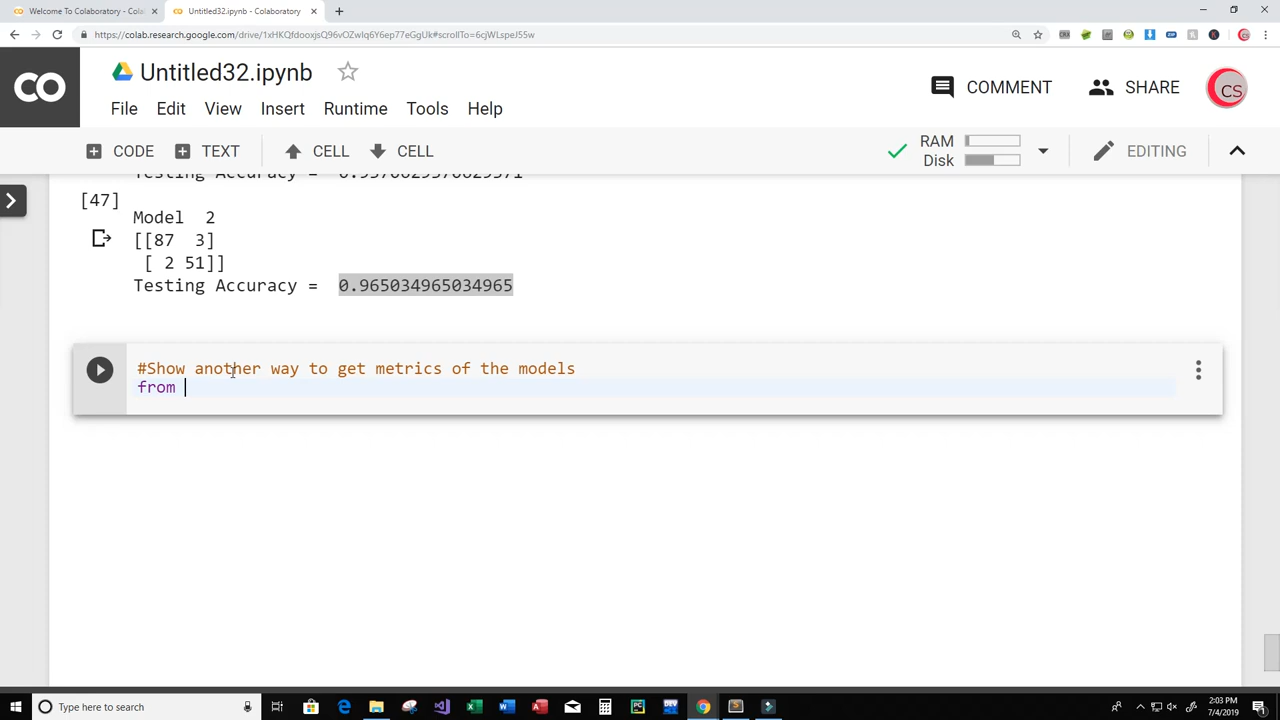 Welcome To Colaboratory - Cola
Untitled32.ipynb - Colaboratory
https://colab.research.google.com/drive/1xHKQfdooxjsQ96vOZwIq6Y6ep77eGgUk#scrollTo=6cjWLspeJ55w
CO
Untitled32.ipynb
COMMENT
SHARE
CS
File Edit View Insert Runtime Tools Help
CODE TEXT CELL CELL
RAM
Disk
EDITING
Testing Accuracy =
[47]
Model 2
[[87 3]
[ 2 51]]
Testing Accuracy = 0.965034965034965
#Show another way to get metrics of the models
from
Type here to search
2:03 PM
7/4/2019